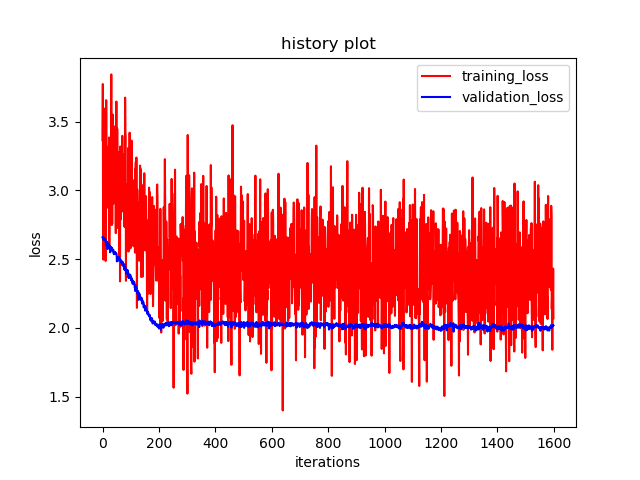 history plot
training_loss
validation_loss
loss
3.5
3.0
2.5
2.0
1.5
0 200 400 600 800 1000 1200 1400 1600
iterations